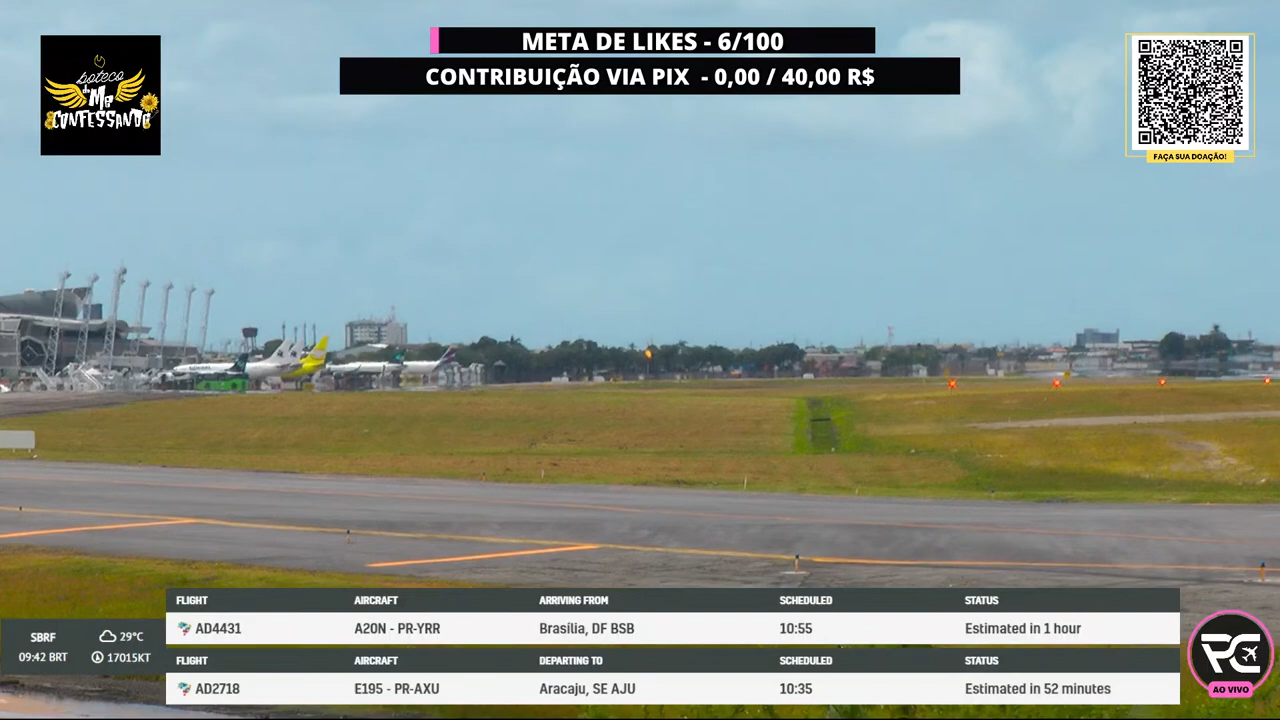 META DE LIKES - 6/100
CONTRIBUIÇÃO VIA PIX - 0,00 / 40,00 R$
boteco
do
Me
CONFESSANDO
FAÇA SUA DOAÇÃO!
FLIGHT AIRCRAFT ARRIVING FROM SCHEDULED STATUS
AD4431 A20N - PR-YRR Brasília, DF BSB 10:55 Estimated in 1 hour
FLIGHT AIRCRAFT DEPARTING TO SCHEDULED STATUS
AD2718 E195 - PR-AXU Aracaju, SE AJU 10:35 Estimated in 52 minutes
SBRF 29°C
09:42 BRT 17015KT
RC
AO VIVO